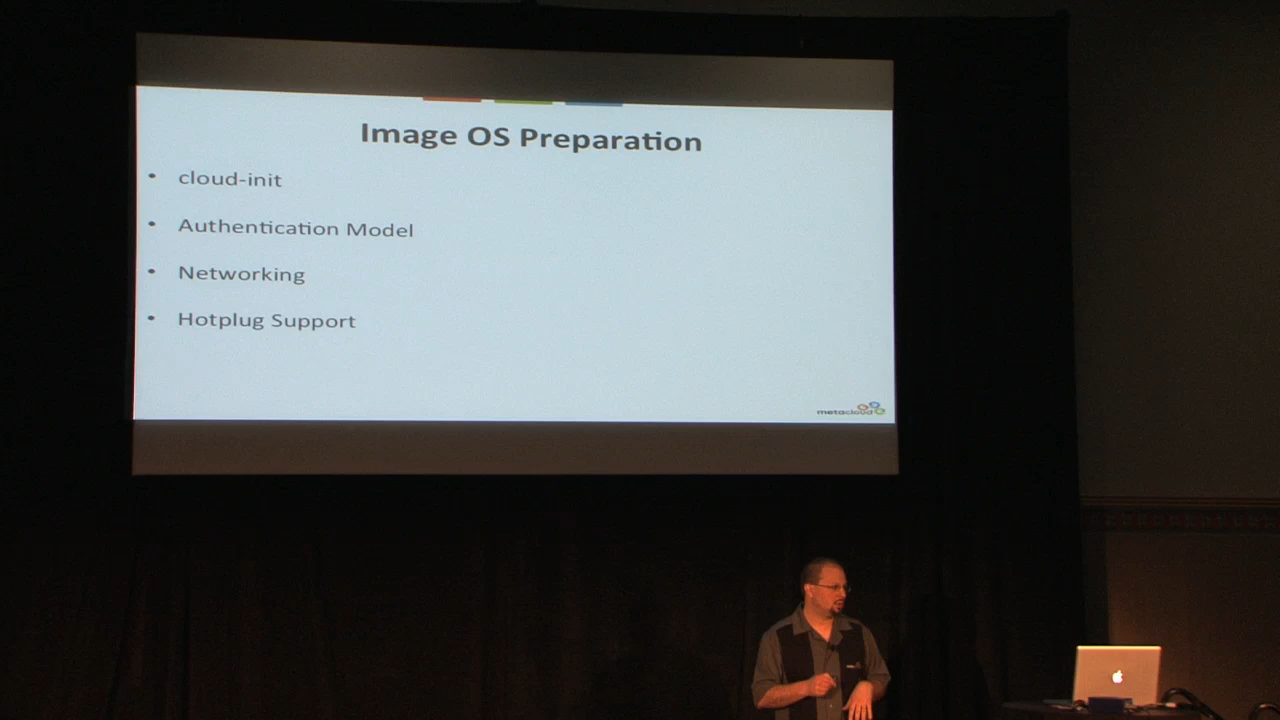 Image OS Preparation
• cloud-init
• Authentication Model
• Networking
• Hotplug Support
metacloud